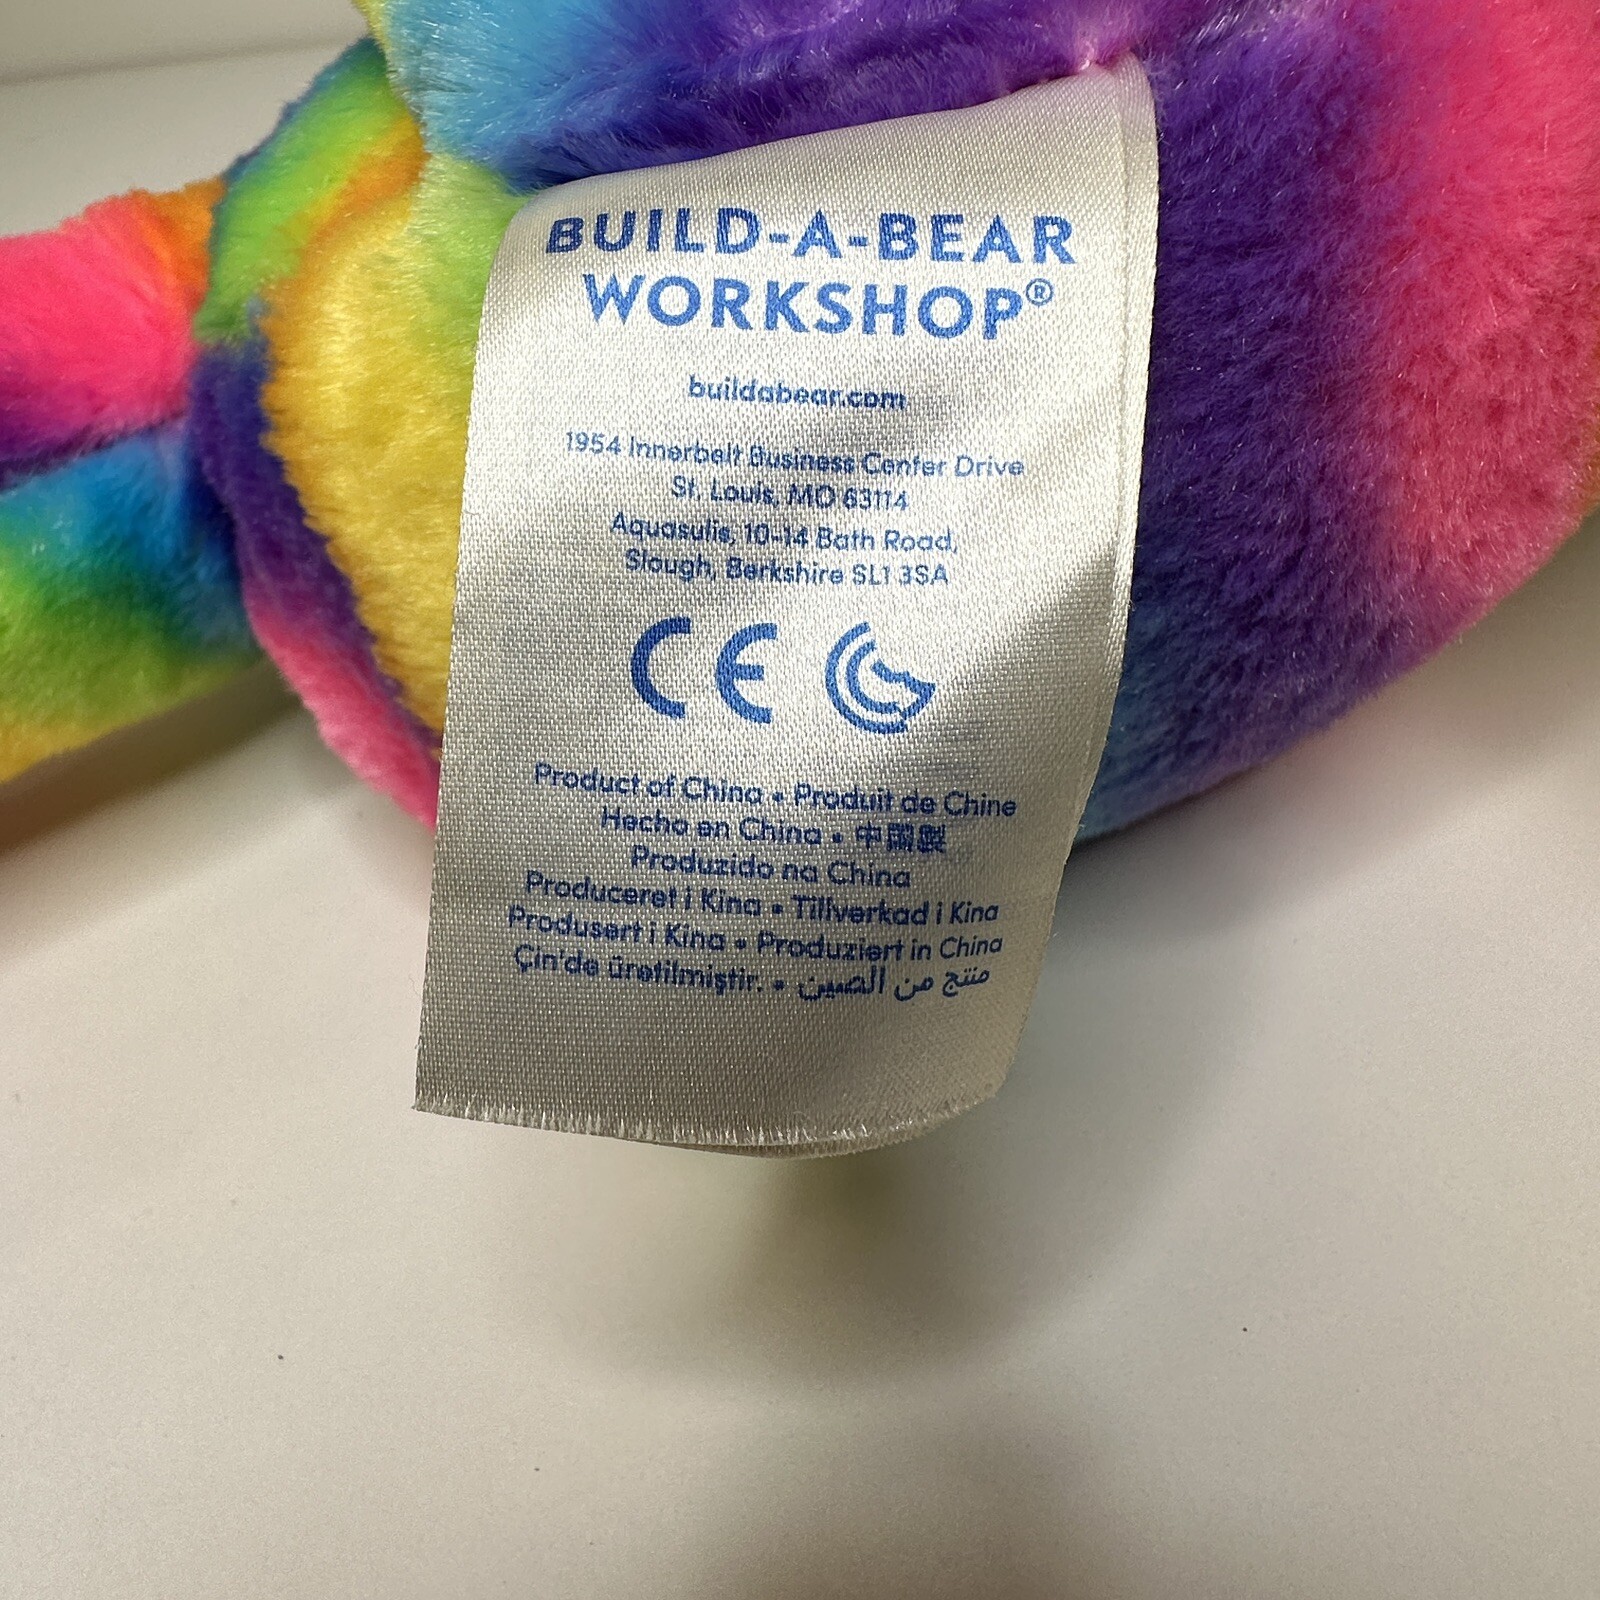 BUILD-A-BEAR
WORKSHOP®
buildabear.com
1954 Innerbelt Business Center Drive
St. Louis, MO 63114
Aquasulis, 10-14 Bath Road,
Slough, Berkshire SL1 3SA
CE
Product of China • Produit de Chine
Hecho en China • 中國製
Produzido na China
Produceret i Kina • Tillverkad i Kina
Produsert i Kina • Produziert in China
Çin'de üretilmiştir. • منتج من الصين